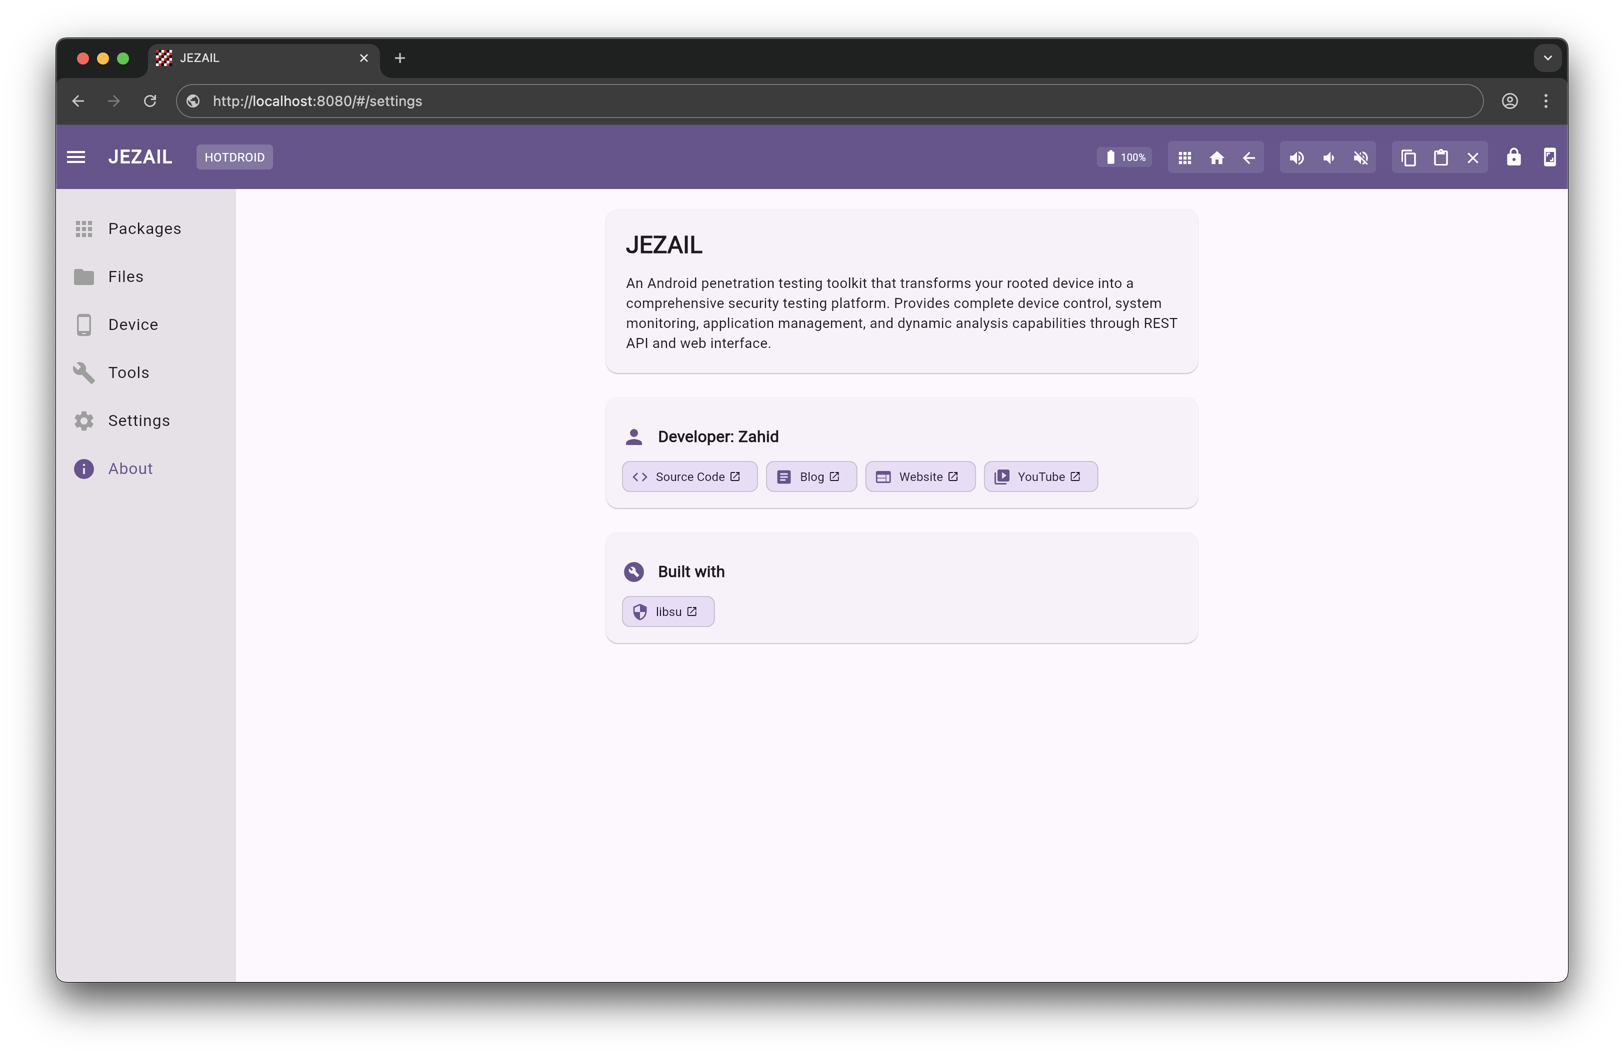 JEZAIL
http://localhost:8080/#/settings
JEZAIL
HOTDROID
100%
Packages
Files
Device
Tools
Settings
About
JEZAIL
An Android penetration testing toolkit that transforms your rooted device into a
comprehensive security testing platform. Provides complete device control, system
monitoring, application management, and dynamic analysis capabilities through REST
API and web interface.
Developer: Zahid
Source Code
Blog
Website
YouTube
Built with
libsu